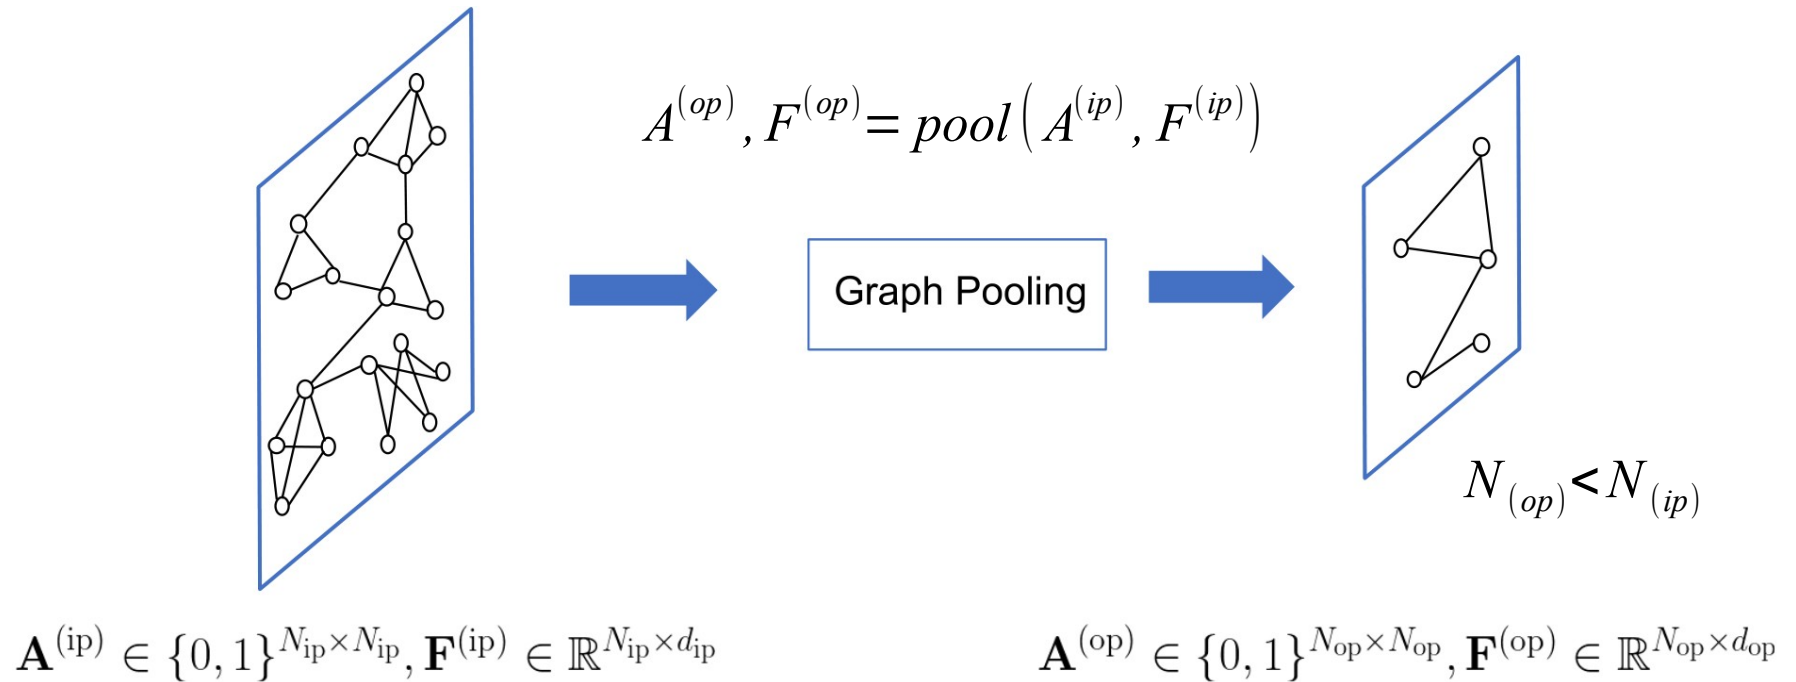 A^(op), F^(op) = pool(A^(ip), F^(ip))
Graph Pooling
N_(op) < N_(ip)
𝐀^(ip) ∈ {0, 1}^{N_ip×N_ip}, 𝐅^(ip) ∈ ℝ^{N_ip×d_ip}
𝐀^(op) ∈ {0, 1}^{N_op×N_op}, 𝐅^(op) ∈ ℝ^{N_op×d_op}